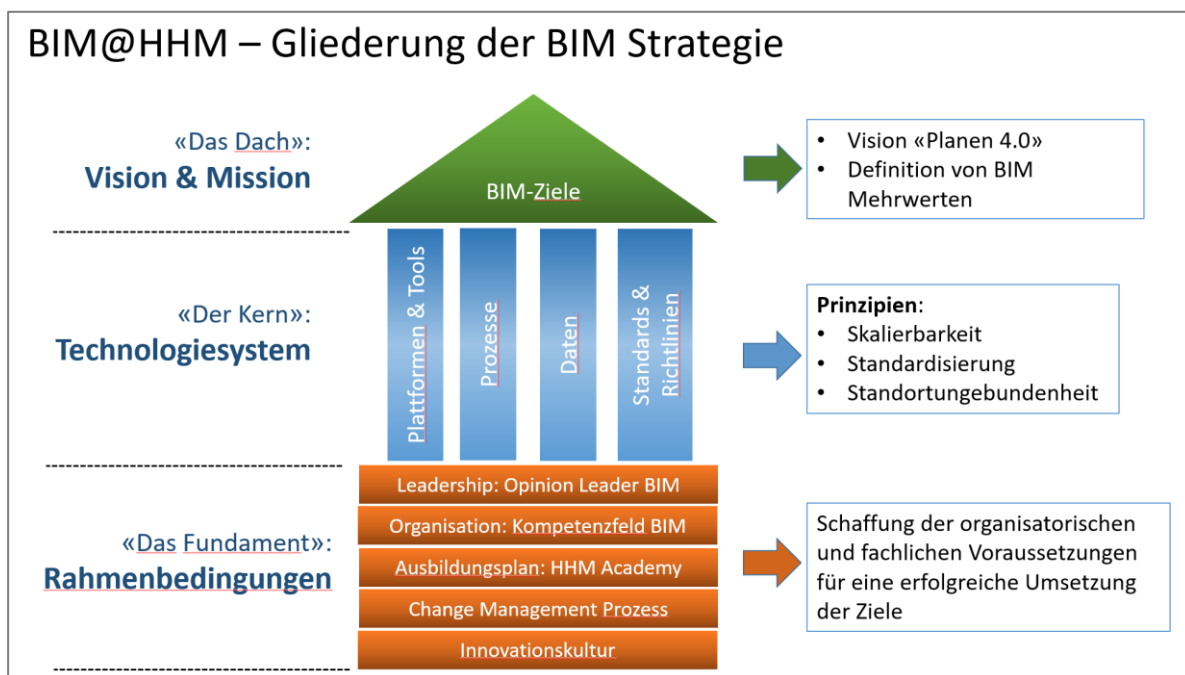 BIM@HHM – Gliederung der BIM Strategie
«Das Dach»:
Vision & Mission
BIM-Ziele
• Vision «Planen 4.0»
• Definition von BIM
Mehrwerten
«Der Kern»:
Technologiesystem
Plattformen & Tools
Prozesse
Daten
Standards &
Richtlinien
Prinzipien:
• Skalierbarkeit
• Standardisierung
• Standortungebundenheit
«Das Fundament»:
Rahmenbedingungen
Leadership: Opinion Leader BIM
Organisation: Kompetenzfeld BIM
Ausbildungsplan: HHM Academy
Change Management Prozess
Innovationskultur
Schaffung der organisatorischen
und fachlichen Voraussetzungen
für eine erfolgreiche Umsetzung
der Ziele